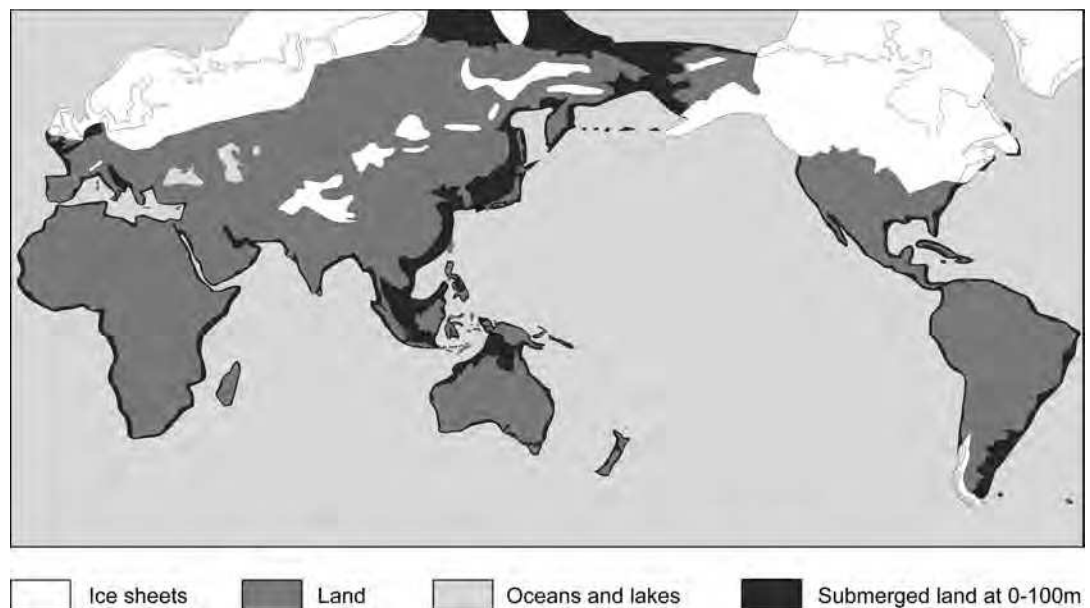 Ice sheets
Land
Oceans and lakes
Submerged land at 0-100m